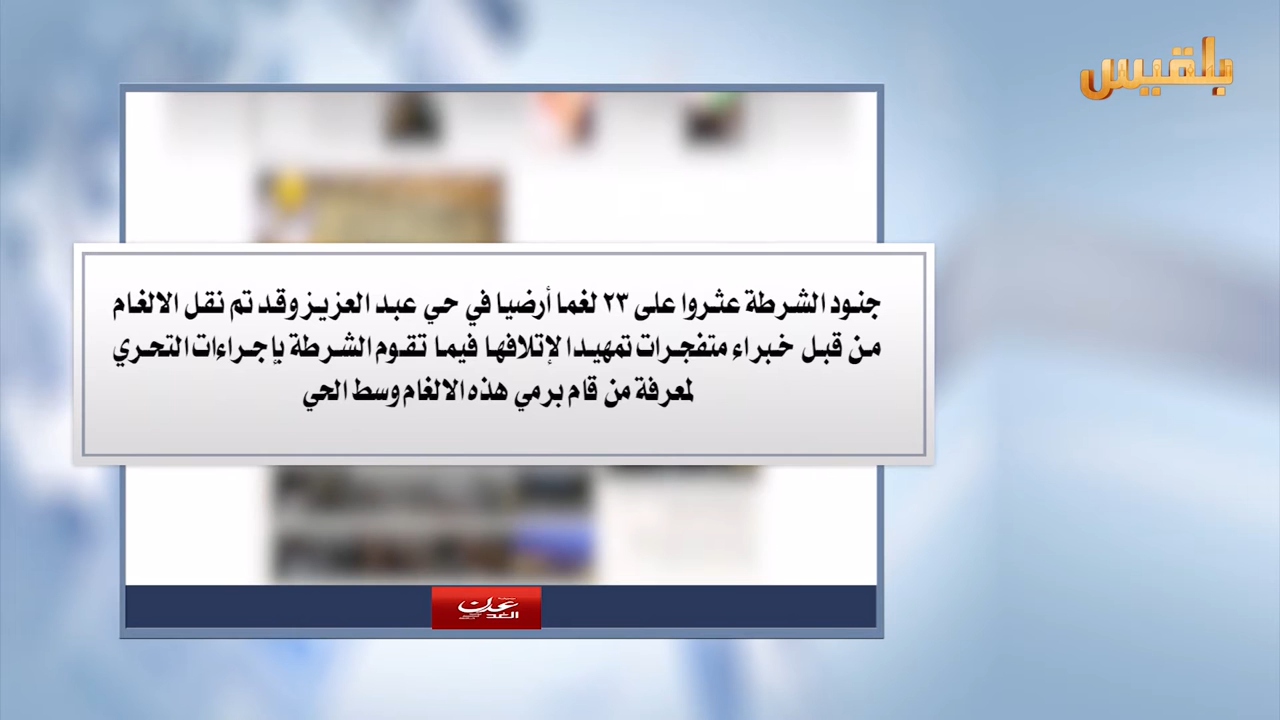 بلقيس
جنود الشرطة عثروا على ٢٣ لغما أرضيا في حي عبد العزيز وقد تم نقل الالغام
من قبل خبراء متفجرات تمهيدا لإتلافها فيما تقوم الشرطة بإجراءات التحري
لمعرفة من قام برمي هذه الالغام وسط الحي
عدن
الغد